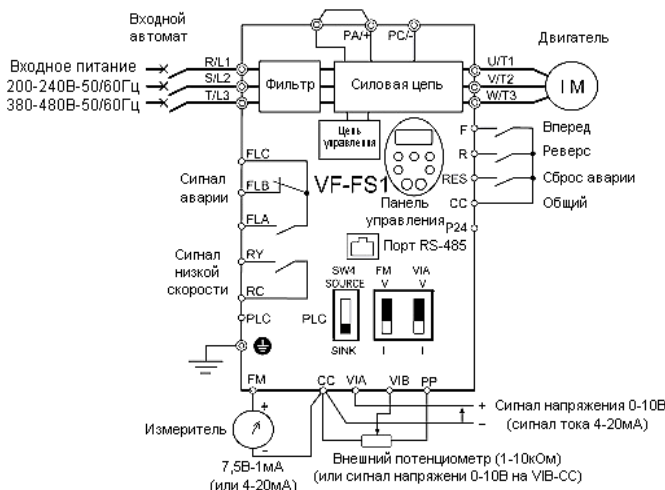 Входной
автомат
PA/+
PC/-
Двигатель
Входное питание
200-240В-50/60Гц
380-480В-50/60Гц
R/L1
S/L2
T/L3
Фильтр
Силовая цепь
U/T1
V/T2
W/T3
I M
Цепь
управления
F
Вперед
R
Реверс
RES
Сброс аварии
CC
Общий
P24
FLC
FLB
FLA
Сигнал
аварии
VF-FS1
Панель
управления
Порт RS-485
RY
RC
Сигнал
низкой
скорости
PLC
SW4
SOURCE
PLC
SINK
FM
V
I
VIA
V
I
FM
CC
VIA
VIB
PP
+
-
Измеритель
7,5В-1мА
(или 4-20мА)
+ Сигнал напряжения 0-10В
- (сигнал тока 4-20мА)
Внешний потенциометр (1-10кОм)
(или сигнал напряжени 0-10В на VIB-CC)